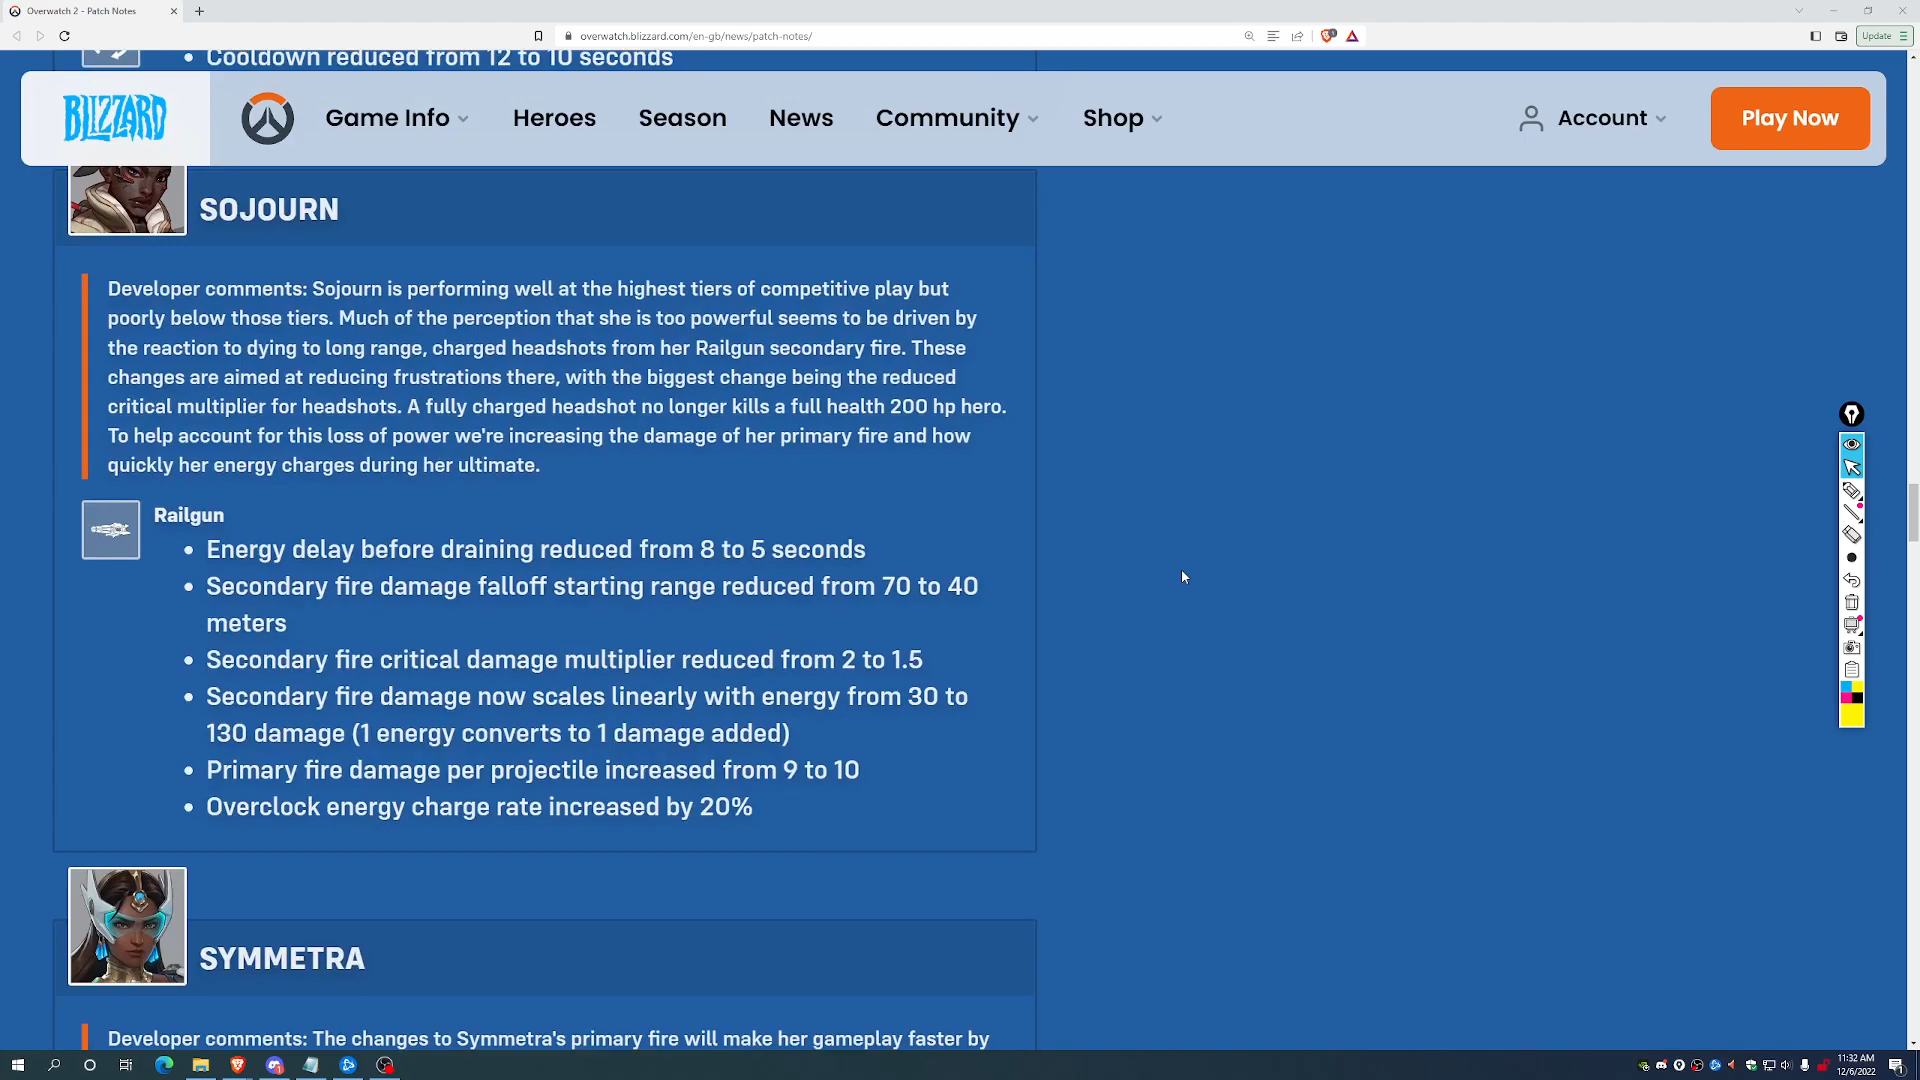 Overwatch 2 - Patch Notes
overwatch.blizzard.com/en-gb/news/patch-notes/
Update
Cooldown reduced from 12 to 10 seconds
BLIZZARD
Game Info
Heroes
Season
News
Community
Shop
Account
Play Now
SOJOURN
Developer comments: Sojourn is performing well at the highest tiers of competitive play but
poorly below those tiers. Much of the perception that she is too powerful seems to be driven by
the reaction to dying to long range, charged headshots from her Railgun secondary fire. These
changes are aimed at reducing frustrations there, with the biggest change being the reduced
critical multiplier for headshots. A fully charged headshot no longer kills a full health 200 hp hero.
To help account for this loss of power we're increasing the damage of her primary fire and how
quickly her energy charges during her ultimate.
Railgun
• Energy delay before draining reduced from 8 to 5 seconds
• Secondary fire damage falloff starting range reduced from 70 to 40
meters
• Secondary fire critical damage multiplier reduced from 2 to 1.5
• Secondary fire damage now scales linearly with energy from 30 to
130 damage (1 energy converts to 1 damage added)
• Primary fire damage per projectile increased from 9 to 10
• Overclock energy charge rate increased by 20%
SYMMETRA
Developer comments: The changes to Symmetra's primary fire will make her gameplay faster by
11:32 AM
12/6/2022